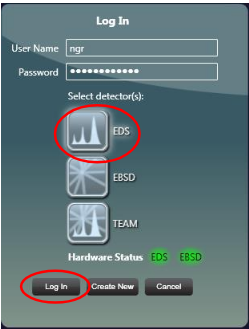 Log In
User Name ngr
Password ●●●●●●●●●●●●
Select detector(s):
EDS
EBSD
TEAM
Hardware Status EDS EBSD
Log In Create New Cancel